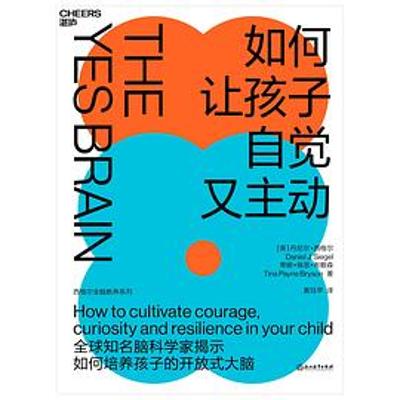 CHEERS
湛庐
THE
YES BRAIN
如何
让孩子
自觉
又主动
[美]丹尼尔·西格尔
Daniel J. Siegel
蒂娜·佩恩·布赖森
Tina Payne Bryson 著
黄珏苹 译
西格尔全脑教养系列
How to cultivate courage,
curiosity and resilience in your child
全球知名脑科学家揭示
如何培养孩子的开放式大脑